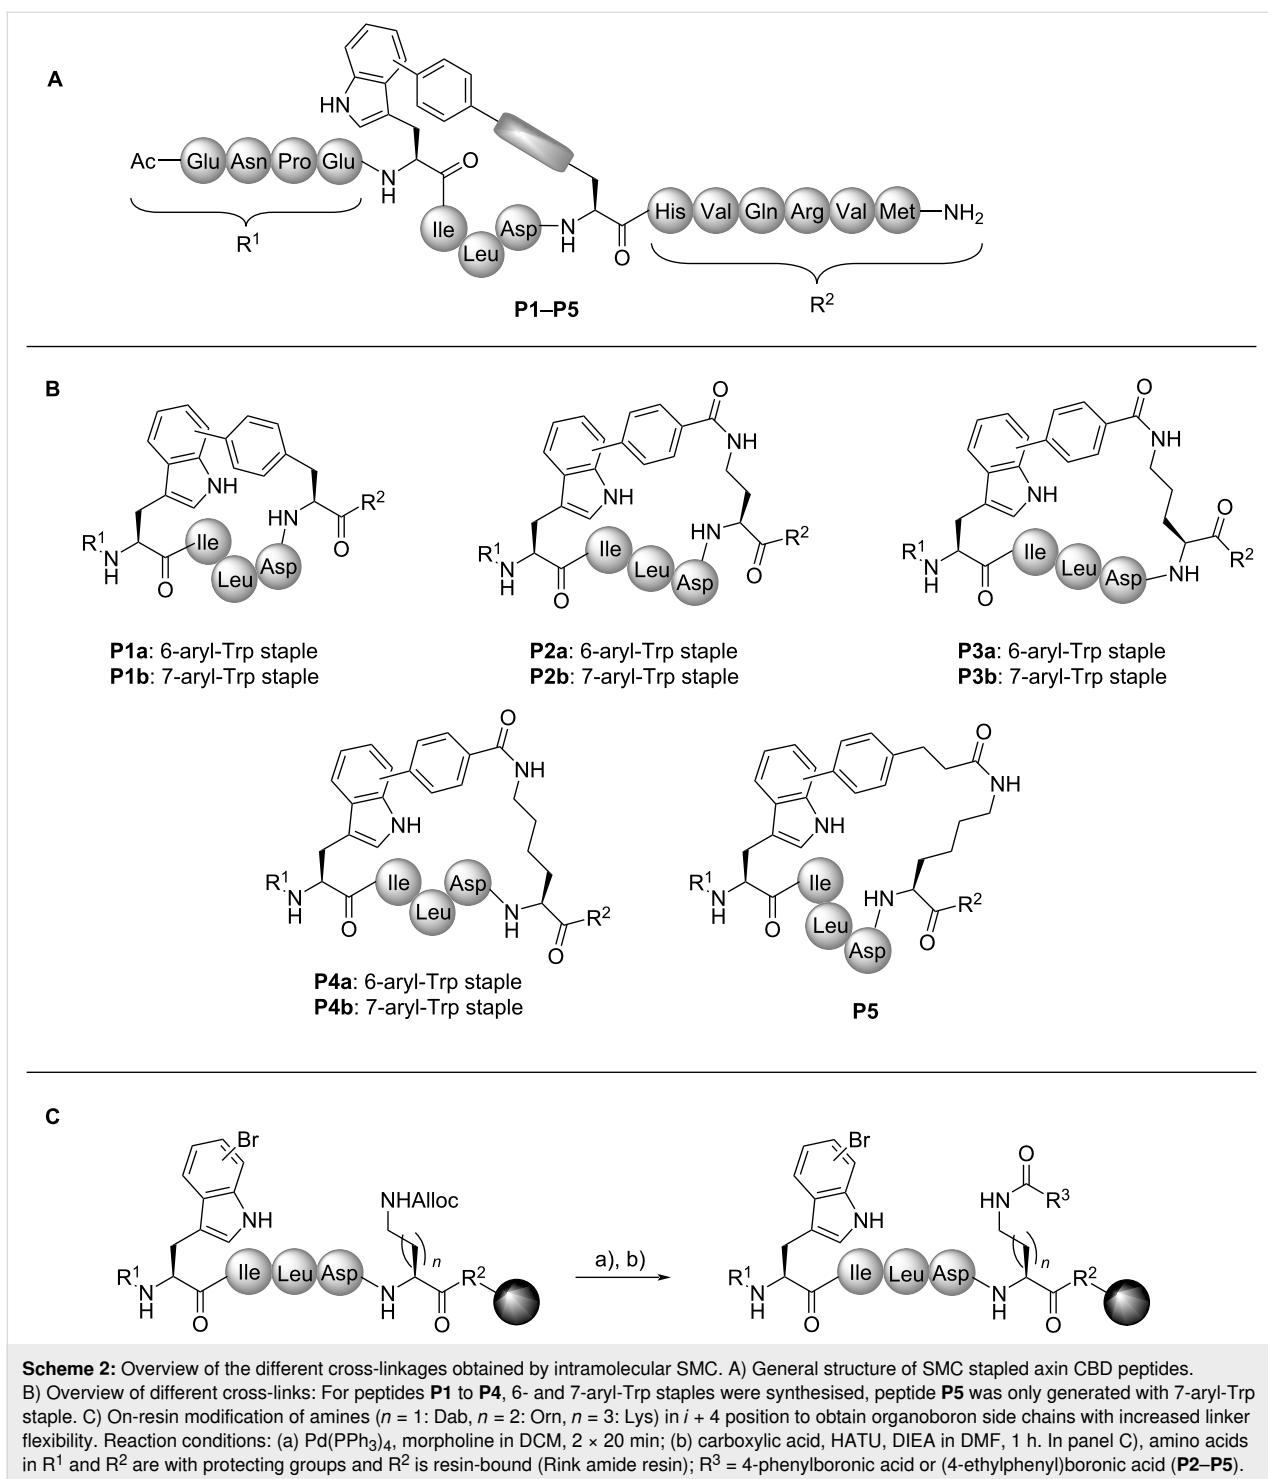 A
HN
Ac
Glu Asn Pro Glu
N
H
O
Ile
Leu
Asp
N
H
O
His Val Gln Arg Val Met
NH2
R1
R2
P1–P5
B
NH
R1
N
H
O
Ile
Leu
Asp
HN
O
R2
P1a: 6-aryl-Trp staple
P1b: 7-aryl-Trp staple
O
NH
NH
R1
N
H
O
Ile
Leu
Asp
HN
O
R2
P2a: 6-aryl-Trp staple
P2b: 7-aryl-Trp staple
O
NH
NH
R1
N
H
O
Ile
Leu
Asp
NH
O
R2
P3a: 6-aryl-Trp staple
P3b: 7-aryl-Trp staple
O
NH
NH
R1
N
H
O
Ile
Leu
Asp
N
H
O
R2
P4a: 6-aryl-Trp staple
P4b: 7-aryl-Trp staple
O
NH
NH
R1
N
H
O
Ile
Leu
Asp
HN
O
R2
P5
C
Br
NH
NHAlloc
n
R1
N
H
O
Ile Leu Asp
N
H
O
R2
a), b)
Br
NH
O
HN
R3
n
R1
N
H
O
Ile Leu Asp
N
H
O
R2
Scheme 2: Overview of the different cross-linkages obtained by intramolecular SMC. A) General structure of SMC stapled axin CBD peptides.
B) Overview of different cross-links: For peptides P1 to P4, 6- and 7-aryl-Trp staples were synthesised, peptide P5 was only generated with 7-aryl-Trp
staple. C) On-resin modification of amines (n = 1: Dab, n = 2: Orn, n = 3: Lys) in i + 4 position to obtain organoboron side chains with increased linker
flexibility. Reaction conditions: (a) Pd(PPh3)4, morpholine in DCM, 2 × 20 min; (b) carboxylic acid, HATU, DIEA in DMF, 1 h. In panel C), amino acids
in R1 and R2 are with protecting groups and R2 is resin-bound (Rink amide resin); R3 = 4-phenylboronic acid or (4-ethylphenyl)boronic acid (P2–P5).